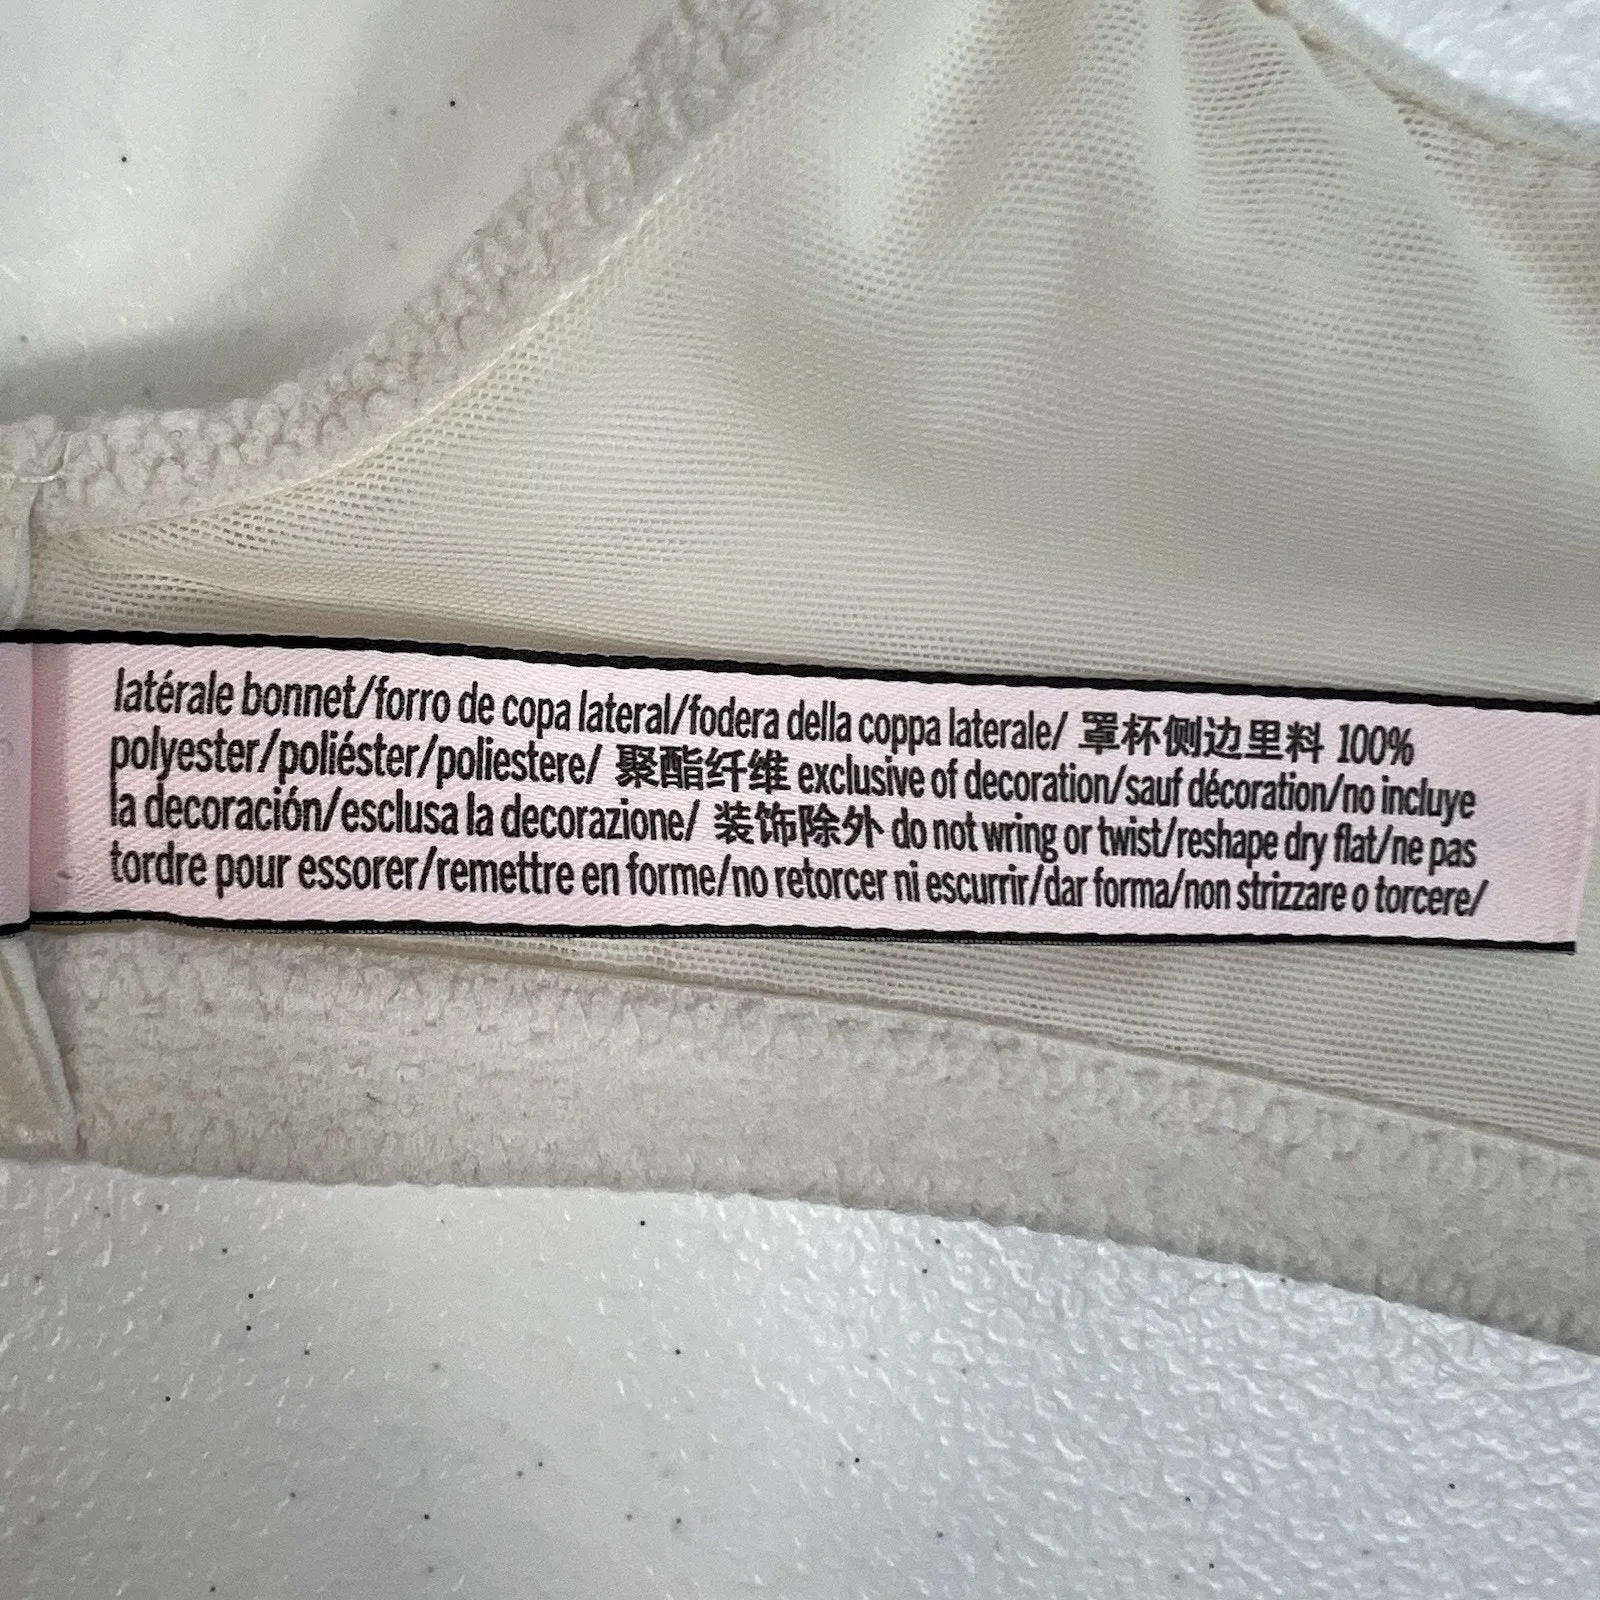 latérale bonnet/forro de copa lateral/fodera della coppa laterale/ 罩杯侧边里料 100%
polyester/poliéster/poliestere/ 聚酯纤维 exclusive of decoration/sauf décoration/no incluye
la decoración/esclusa la decorazione/ 装饰除外 do not wring or twist/reshape dry flat/ne pas
tordre pour essorer/remettre en forme/no retorcer ni escurrir/dar forma/non strizzare o torcere/